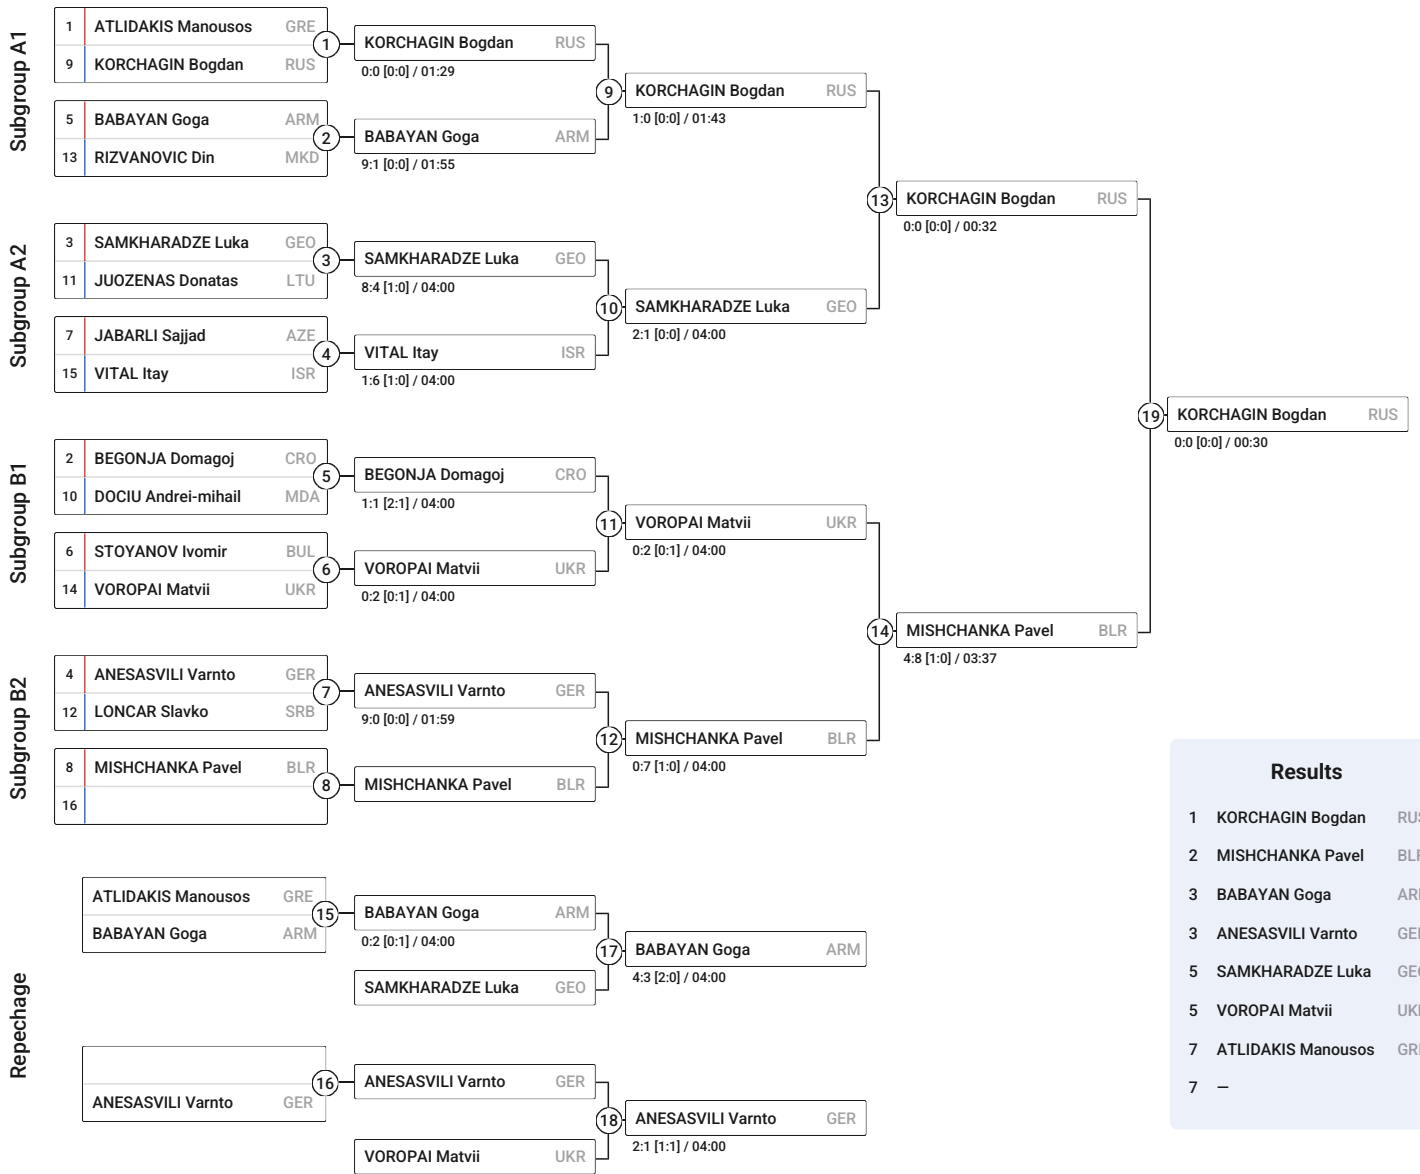 Subgroup A1
1 ATLIDAKIS Manousos GRE
9 KORCHAGIN Bogdan RUS
1
KORCHAGIN Bogdan RUS
0:0 [0:0] / 01:29
5 BABAYAN Goga ARM
13 RIZVANOVIC Din MKD
2
BABAYAN Goga ARM
9:1 [0:0] / 01:55
9
KORCHAGIN Bogdan RUS
1:0 [0:0] / 01:43
Subgroup A2
3 SAMKHARADZE Luka GEO
11 JUOZENAS Donatas LTU
3
SAMKHARADZE Luka GEO
8:4 [1:0] / 04:00
7 JABARLI Sajjad AZE
15 VITAL Itay ISR
4
VITAL Itay ISR
1:6 [1:0] / 04:00
10
SAMKHARADZE Luka GEO
2:1 [0:0] / 04:00
13
KORCHAGIN Bogdan RUS
0:0 [0:0] / 00:32
Subgroup B1
2 BEGONJA Domagoj CRO
10 DOCIU Andrei-mihail MDA
5
BEGONJA Domagoj CRO
1:1 [2:1] / 04:00
6 STOYANOV Ivomir BUL
14 VOROPAI Matvii UKR
6
VOROPAI Matvii UKR
0:2 [0:1] / 04:00
11
VOROPAI Matvii UKR
0:2 [0:1] / 04:00
Subgroup B2
4 ANESASVILI Varnto GER
12 LONCAR Slavko SRB
7
ANESASVILI Varnto GER
9:0 [0:0] / 01:59
8 MISHCHANKA Pavel BLR
16
8
MISHCHANKA Pavel BLR
12
MISHCHANKA Pavel BLR
0:7 [1:0] / 04:00
14
MISHCHANKA Pavel BLR
4:8 [1:0] / 03:37
19
KORCHAGIN Bogdan RUS
0:0 [0:0] / 00:30
Repechage
ATLIDAKIS Manousos GRE
BABAYAN Goga ARM
15
BABAYAN Goga ARM
0:2 [0:1] / 04:00
SAMKHARADZE Luka GEO
17
BABAYAN Goga ARM
4:3 [2:0] / 04:00
ANESASVILI Varnto GER
16
ANESASVILI Varnto GER
VOROPAI Matvii UKR
18
ANESASVILI Varnto GER
2:1 [1:1] / 04:00
Results
1 KORCHAGIN Bogdan
2 MISHCHANKA Pavel
3 BABAYAN Goga
3 ANESASVILI Varnto
5 SAMKHARADZE Luka
5 VOROPAI Matvii
7 ATLIDAKIS Manousos
7 —